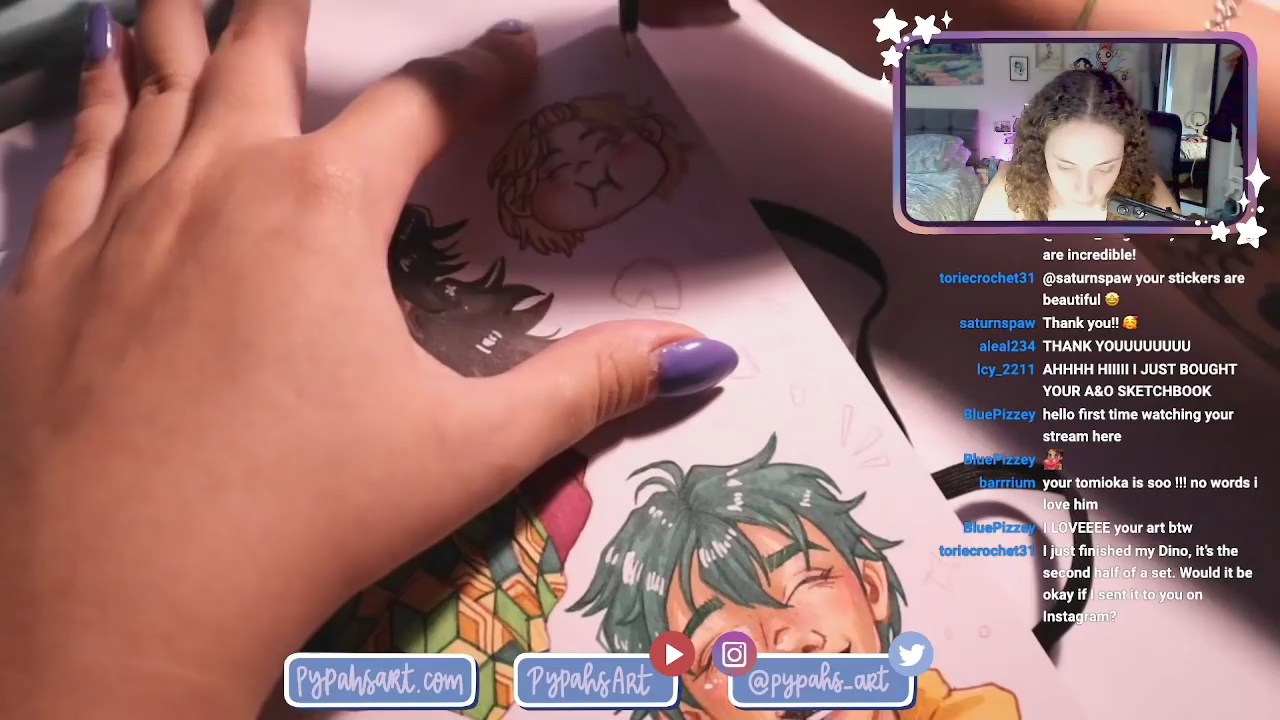 are incredible!
toriecrochet31 @saturnspaw your stickers are
beautiful
saturnspaw Thank you!!
aleal234 THANK YOUUUUUUUU
Icy_2211 AHHHH HIIIII I JUST BOUGHT
YOUR A&O SKETCHBOOK
BluePizzey hello first time watching your
stream here
BluePizzey
barrrium your tomioka is soo !!! no words i
love him
BluePizzey I LOVEEEE your art btw
toriecrochet31 I just finished my Dino, it's the
second half of a set. Would it be
okay if I sent it to you on
Instagram?
Pypahsart.com PypahsArt @pypahs_art